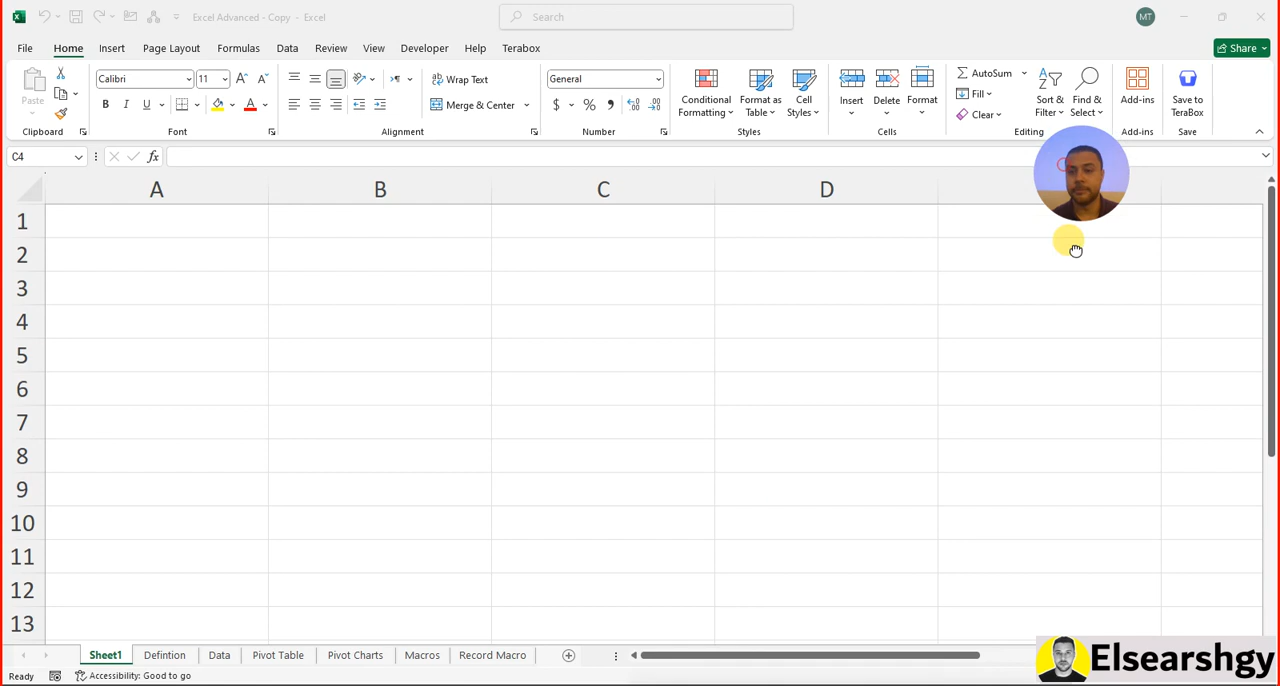 Excel Advanced - Copy - Excel
Search
MT
File Home Insert Page Layout Formulas Data Review View Developer Help Terabox
Share
Paste
Calibri 11
B I U
Wrap Text
Merge & Center
General
$ % 9
Conditional Formatting
Format as Table
Cell Styles
Insert
Delete
Format
AutoSum
Fill
Clear
Sort & Filter
Find & Select
Add-ins
Save to TeraBox
Clipboard Font Alignment Number Styles Cells Editing Add-ins Save
C4 fx
A B C D
1
2
3
4
5
6
7
8
9
10
11
12
13
Sheet1 Defintion Data Pivot Table Pivot Charts Macros Record Macro
Ready Accessibility: Good to go
Elsearshgy